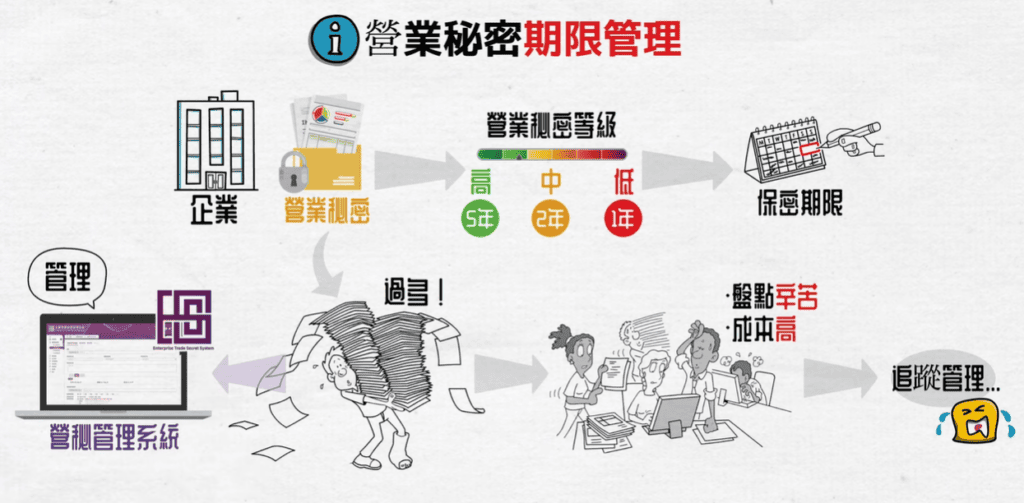 i 營業秘密期限管理
營業秘密等級
高 中 低
5年 2年 1年
企業
營業秘密
保密期限
管理
過多！
·盤點辛苦
·成本高
Enterprise Trade Secret System
營秘管理系統
追蹤管理...